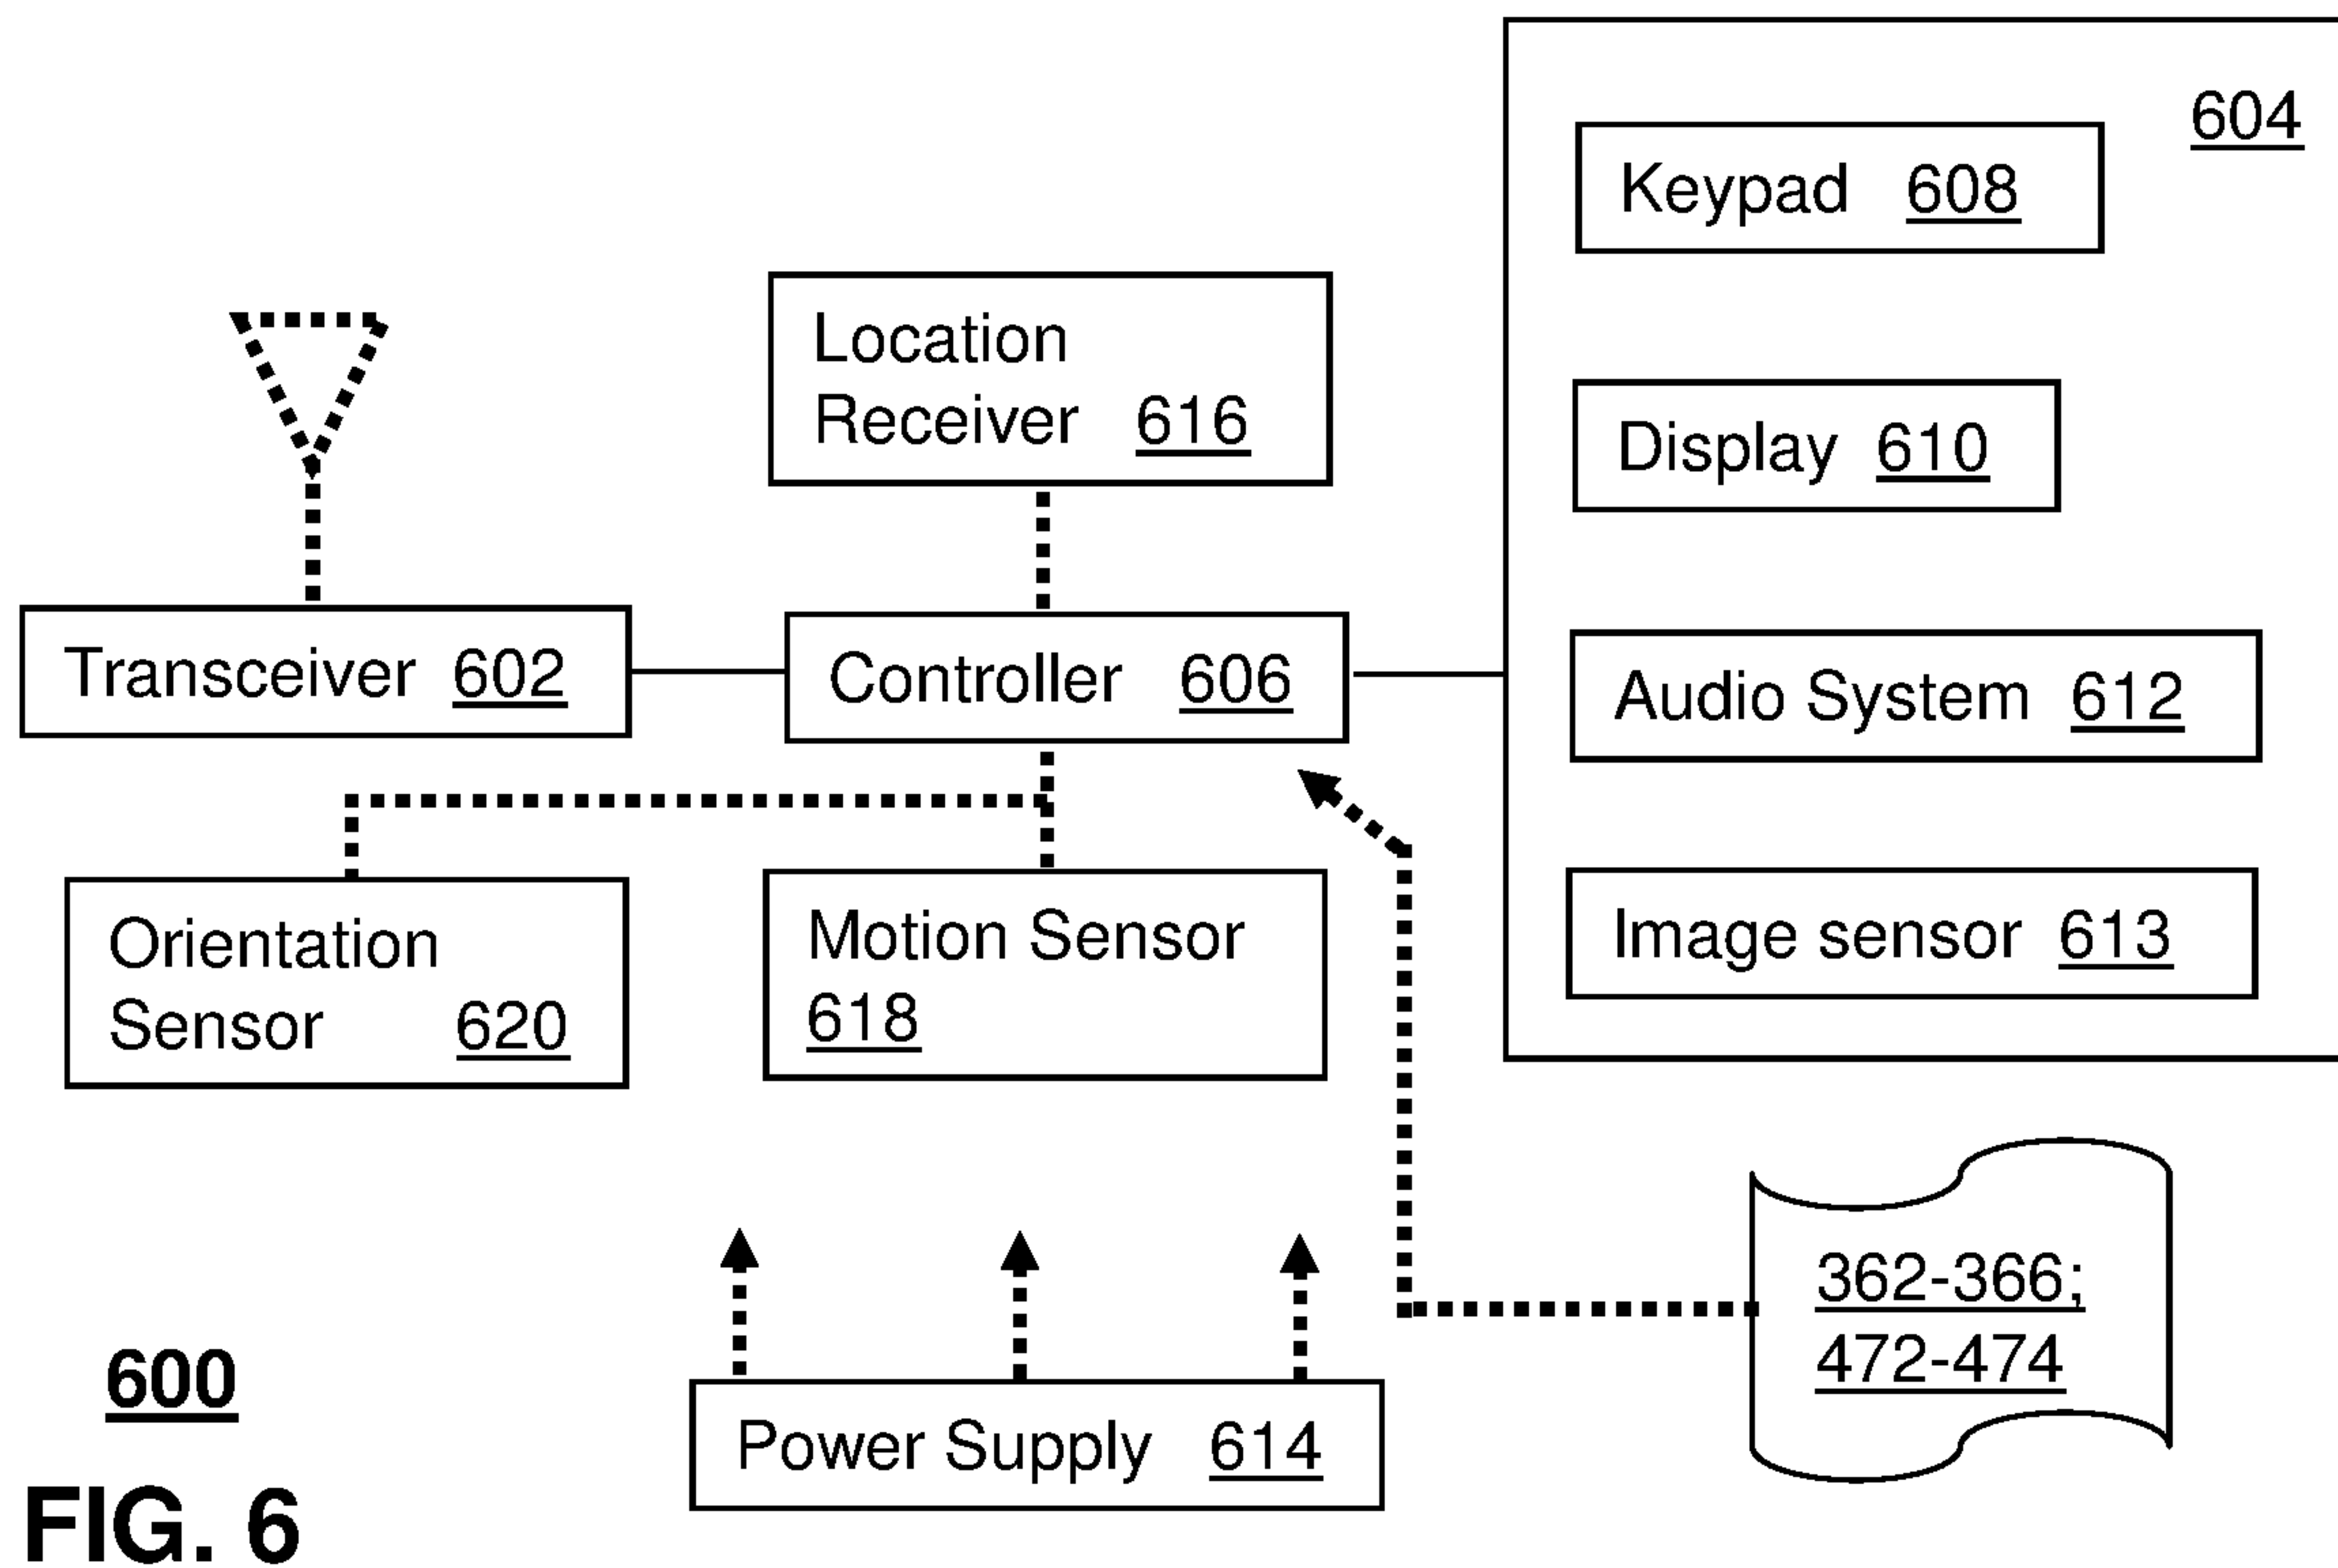 604
Keypad 608
Location
Receiver 616
Display 610
Transceiver 602
Controller 606
Audio System 612
Orientation
Sensor 620
Motion Sensor
618
Image sensor 613
362-366;
472-474
600
Power Supply 614
FIG. 6